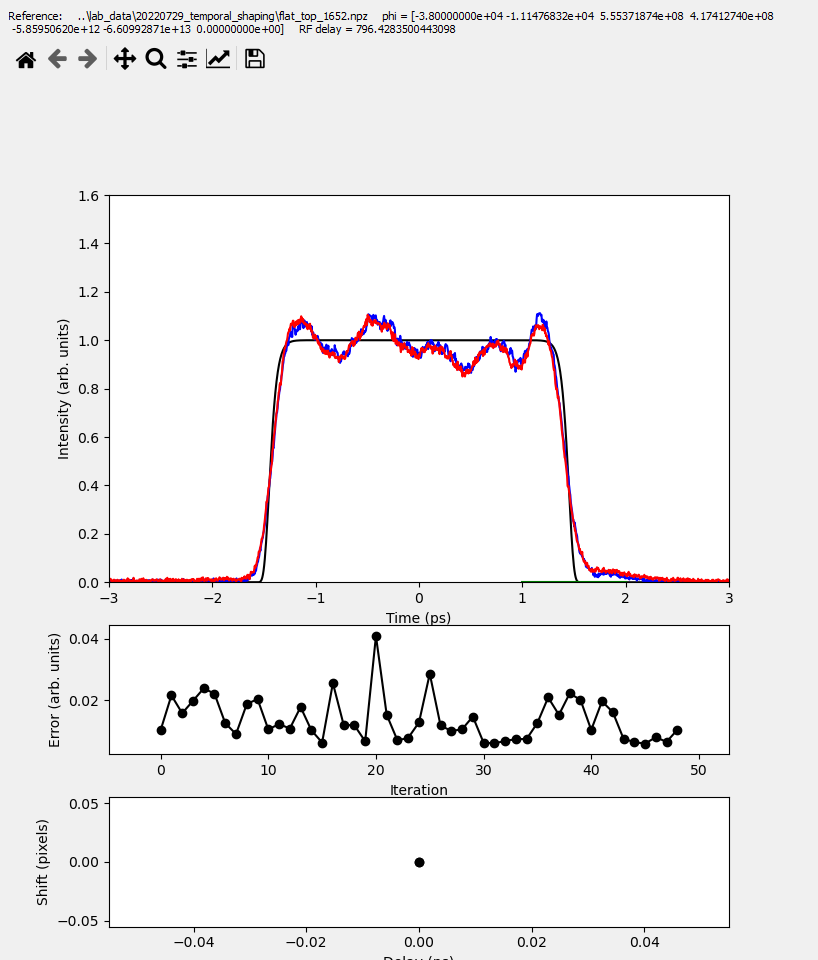 Reference: ..\lab_data\20220729_temporal_shaping\flat_top_1652.npz phi = [-3.80000000e+04 -1.11476832e+04 5.55371874e+08 4.17412740e+08
-5.85950620e+12 -6.60992871e+13 0.00000000e+00] RF delay = 796.4283500443098
1.6
1.4
1.2
1.0
0.8
0.6
0.4
0.2
0.0
Intensity (arb. units)
−3 −2 −1 0 1 2 3
Time (ps)
0.04
0.02
Error (arb. units)
0 10 20 30 40 50
Iteration
0.05
0.00
−0.05
Shift (pixels)
−0.04 −0.02 0.00 0.02 0.04
Delay (ps)